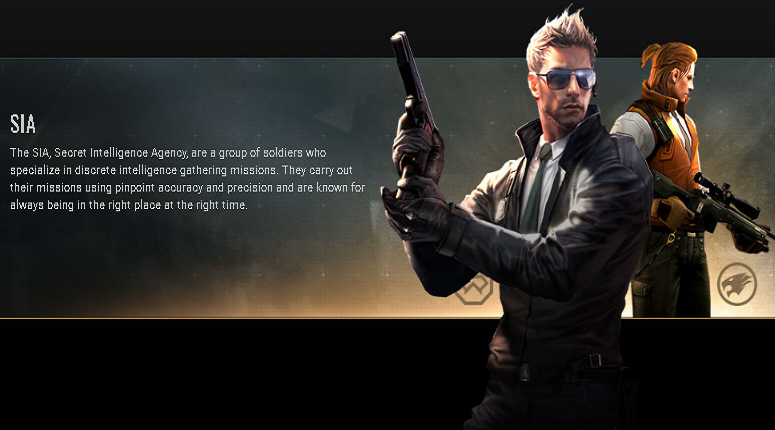 SIA
The SIA, Secret Intelligence Agency, are a group of soldiers who
specialize in discrete intelligence gathering missions. They carry out
their missions using pinpoint accuracy and precision and are known for
always being in the right place at the right time.